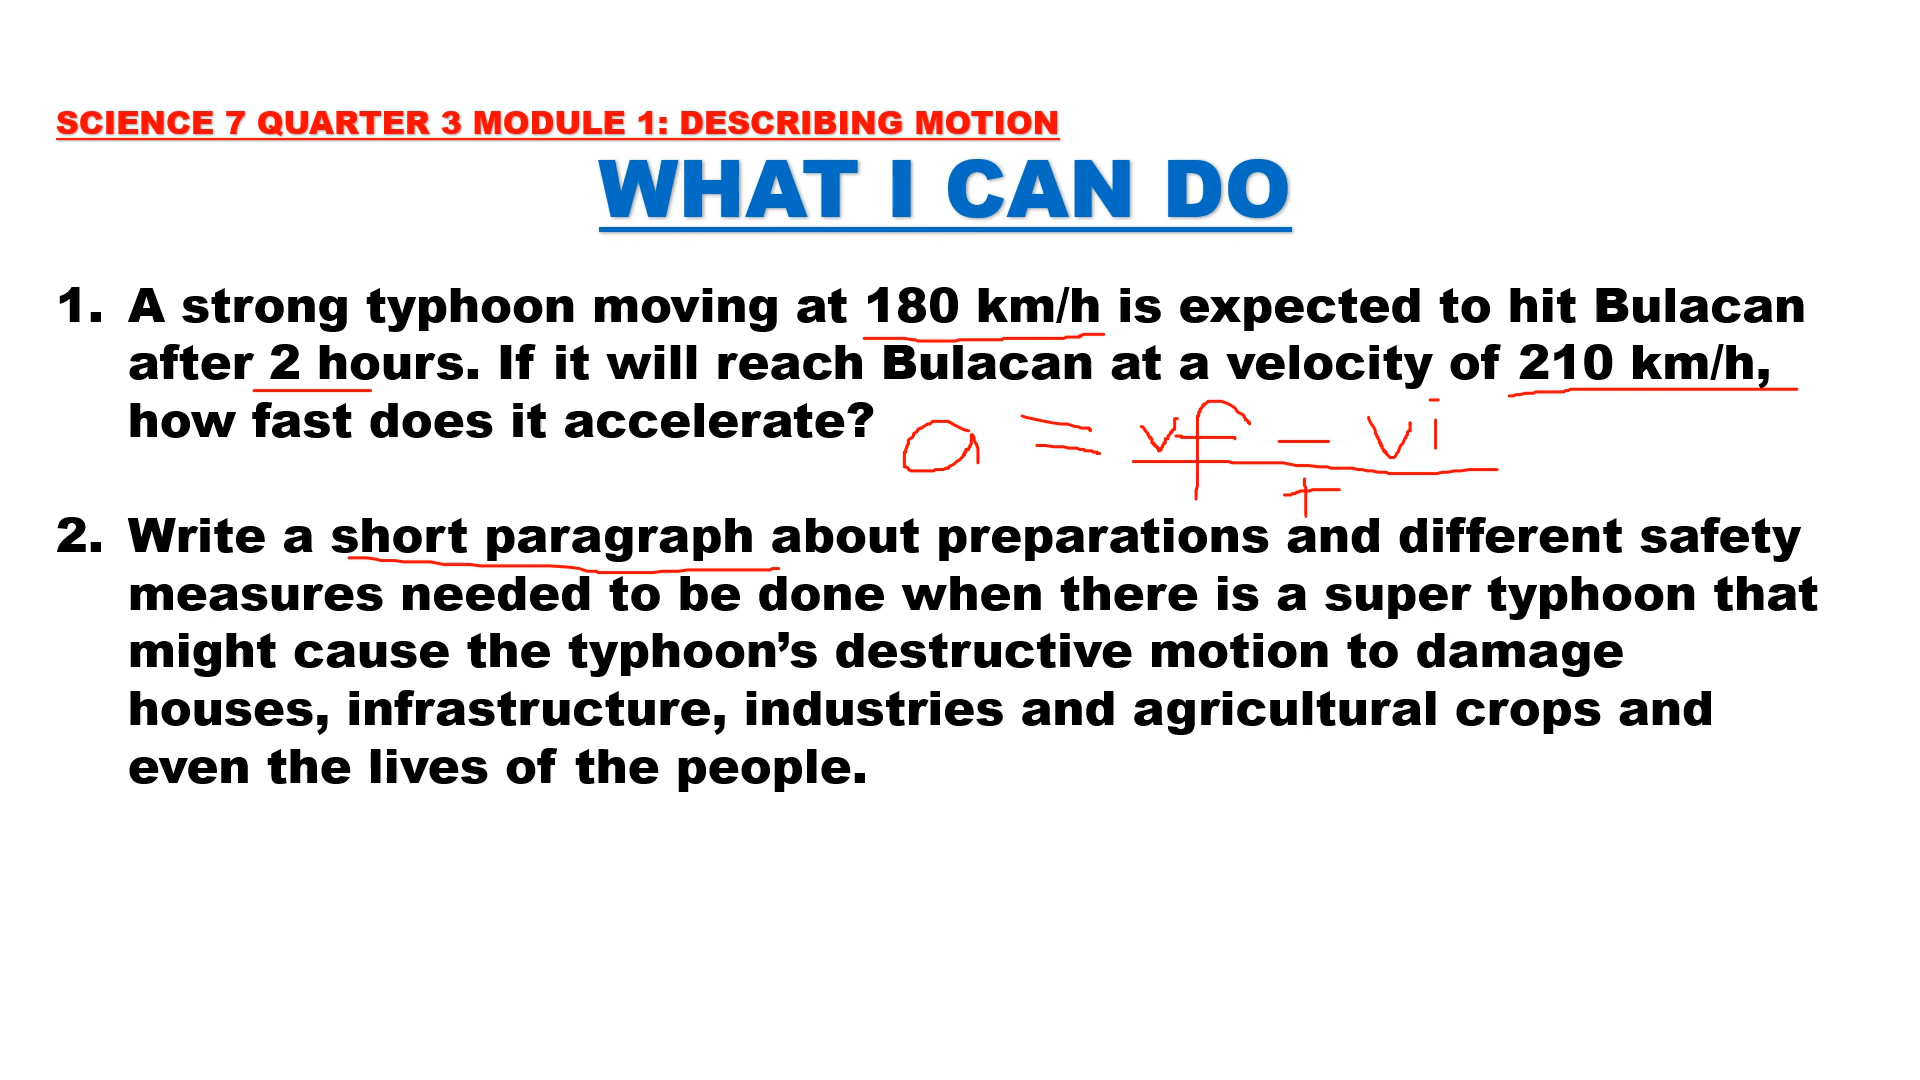 SCIENCE 7 QUARTER 3 MODULE 1: DESCRIBING MOTION
WHAT I CAN DO
1. A strong typhoon moving at 180 km/h is expected to hit Bulacan
after 2 hours. If it will reach Bulacan at a velocity of 210 km/h,
how fast does it accelerate?
a = vf - vi
t
2. Write a short paragraph about preparations and different safety
measures needed to be done when there is a super typhoon that
might cause the typhoon’s destructive motion to damage
houses, infrastructure, industries and agricultural crops and
even the lives of the people.